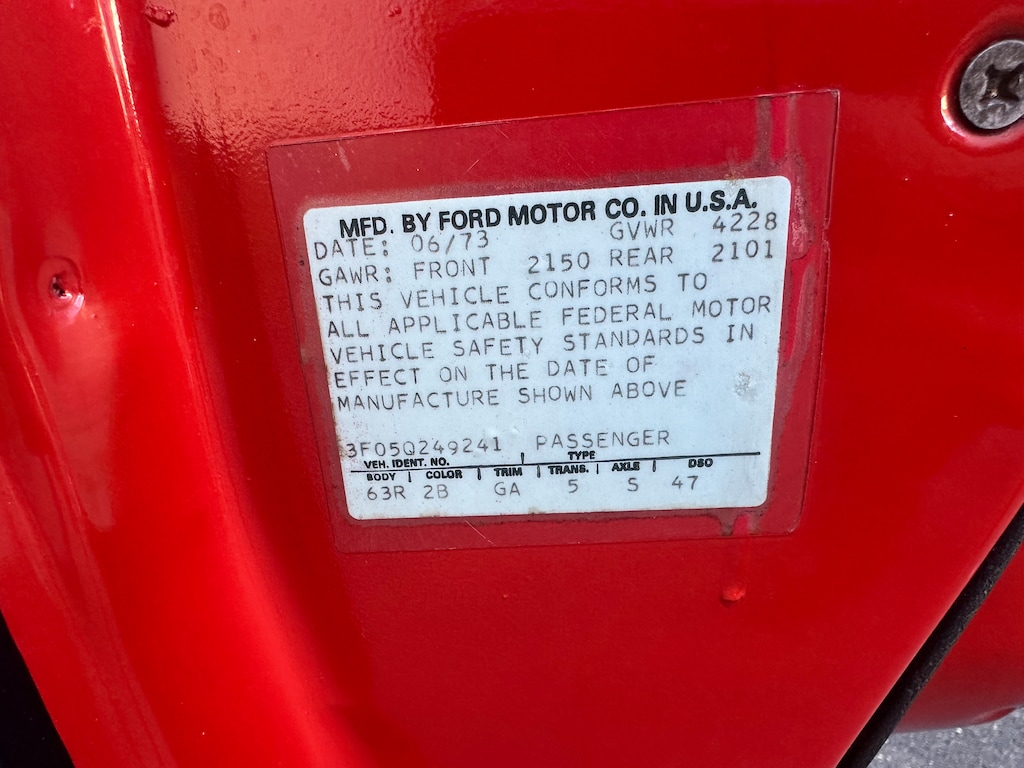 MFD. BY FORD MOTOR CO. IN U.S.A.
DATE: 06/73 GVWR 4228
GAWR: FRONT 2150 REAR 2101
THIS VEHICLE CONFORMS TO
ALL APPLICABLE FEDERAL MOTOR
VEHICLE SAFETY STANDARDS IN
EFFECT ON THE DATE OF
MANUFACTURE SHOWN ABOVE
3F05Q249241 PASSENGER
VEH. IDENT. NO. TYPE
BODY | COLOR | TRIM | TRANS. | AXLE | DSO
63R 2B GA 5 S 47